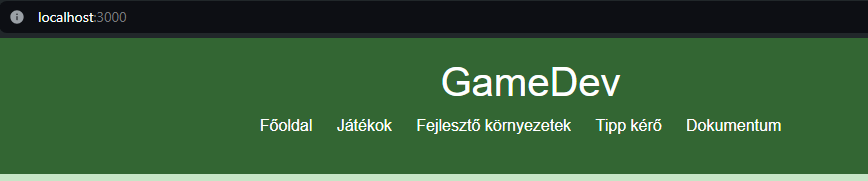 localhost:3000
GameDev
Főoldal Játékok Fejlesztő környezetek Tipp kérő Dokumentum